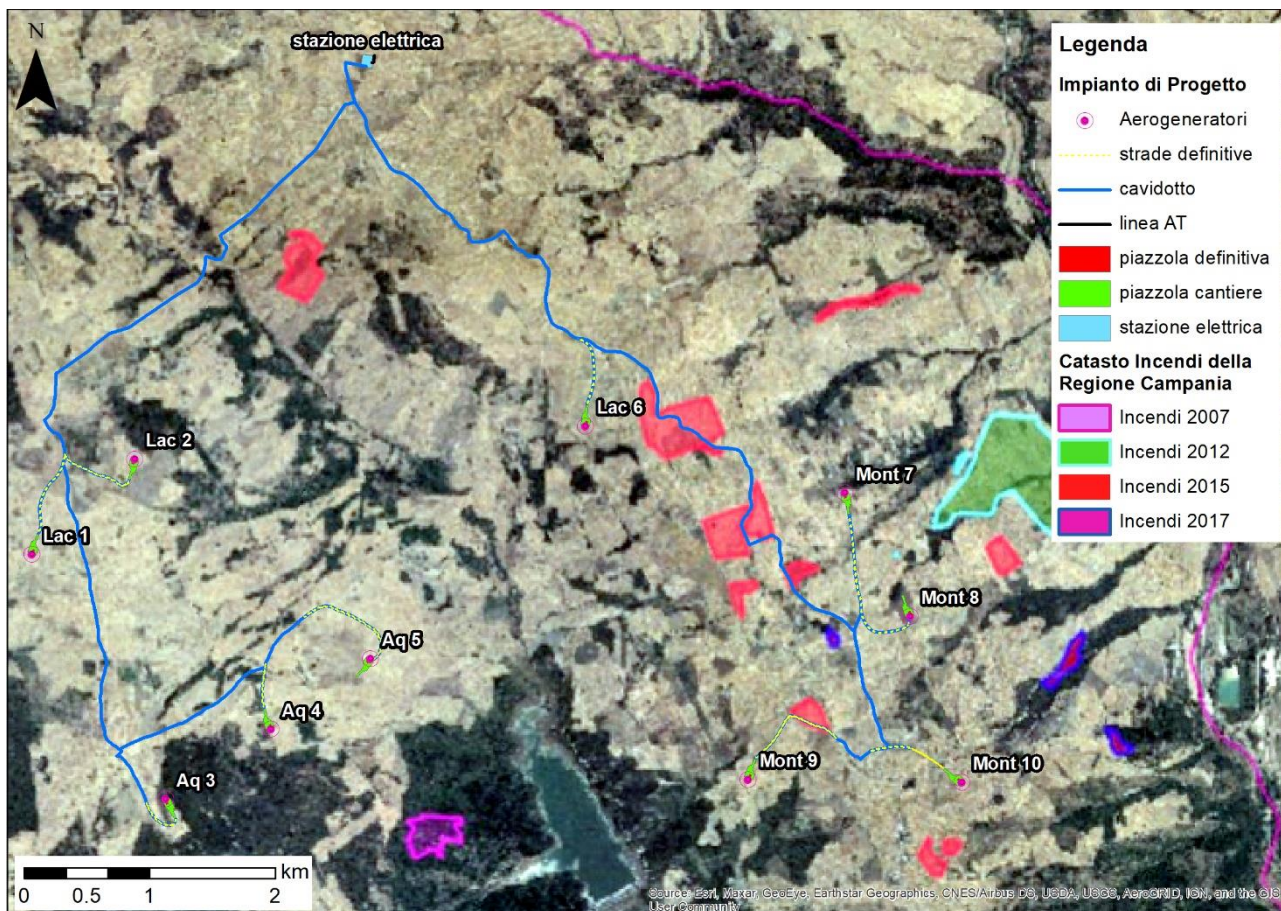 N
stazione elettrica
Lac 6
Lac 2
Lac 1
Mont 7
Mont 8
Aq 5
Aq 4
Aq 3
Mont 9
Mont 10
Legenda
Impianto di Progetto
Aerogeneratori
strade definitive
cavidotto
linea AT
piazzola definitiva
piazzola cantiere
stazione elettrica
Catasto Incendi della
Regione Campania
Incendi 2007
Incendi 2012
Incendi 2015
Incendi 2017
0 0.5 1 2 km
Source: Esri, Maxar, GeoEye, Earthstar Geographics, CNES/Airbus DS, USDA, USGS, AeroGRID, IGN, and the GIS
User Community